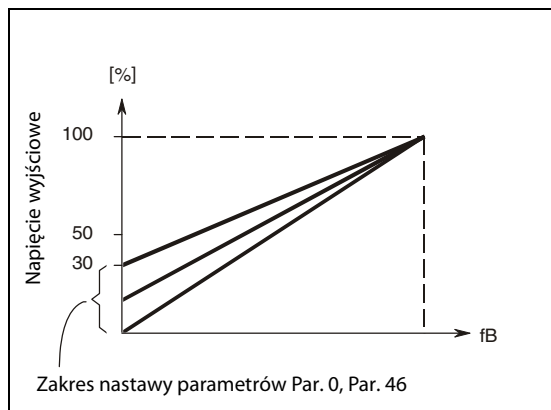 [%]
Napięcie wyjściowe
100
50
30
fB
Zakres nastawy parametrów Par. 0, Par. 46